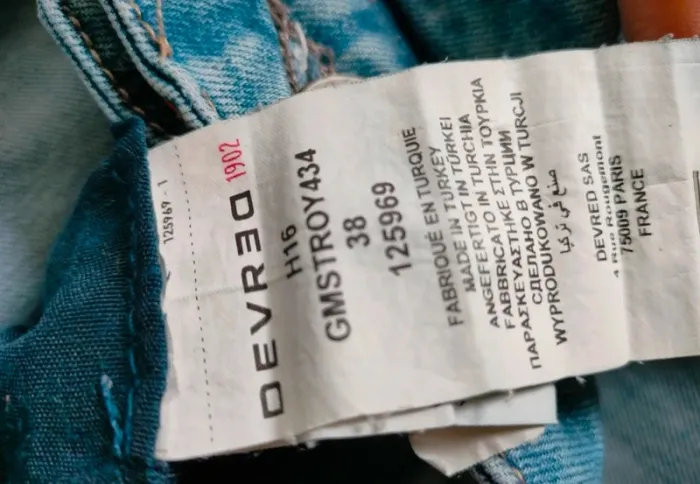 125969 1
DEVRED 1902
H16
GMSTROY434
38
125969
FABRIQUÉ EN TURQUIE
MADE IN TURKEY
ANGEFERTIGT IN TÜRKEI
FABBRICATO IN TURCHIA
ΠΑΡΑΣΚΕΥΑΣΤΗΚΕ ΣΤΗΝ ΤΟΥΡΚΙΑ
СДЕЛАНО В ТУРЦИИ
WYPRODUKOWANO W TURCJI
صنع في تركيا
DEVRED SAS
4 Rue Rougemont
75009 PARIS
FRANCE